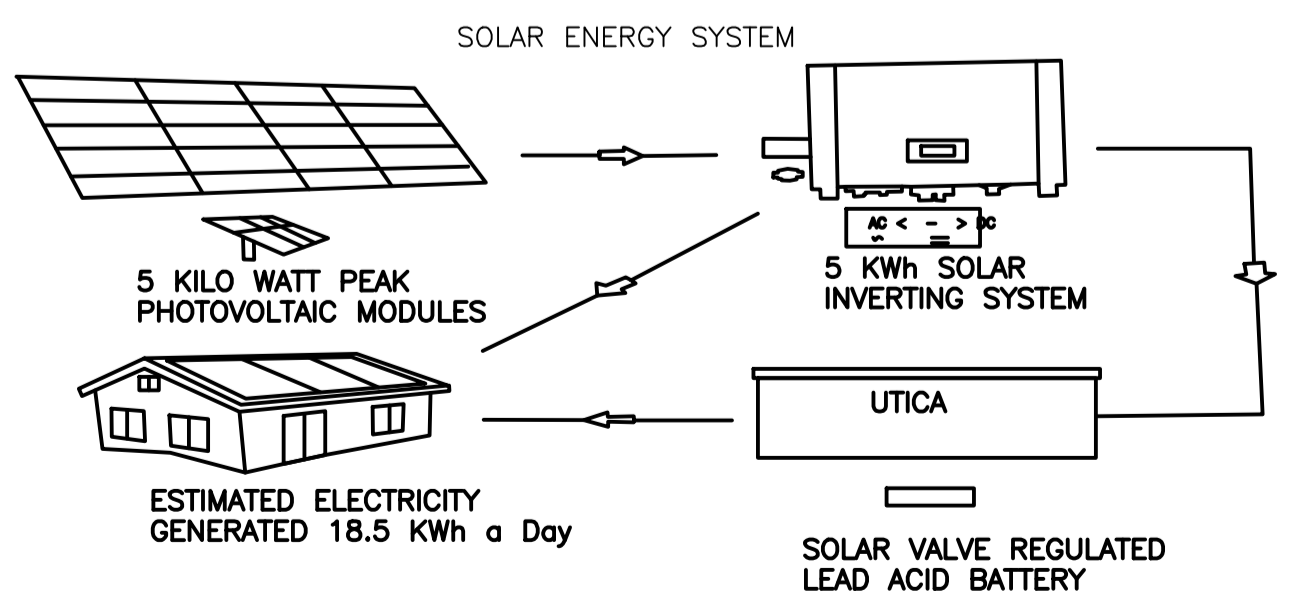 SOLAR ENERGY SYSTEM
AC < - > DC
5 KILO WATT PEAK
PHOTOVOLTAIC MODULES
5 KWh SOLAR
INVERTING SYSTEM
UTICA
ESTIMATED ELECTRICITY
GENERATED 18.5 KWh a Day
SOLAR VALVE REGULATED
LEAD ACID BATTERY